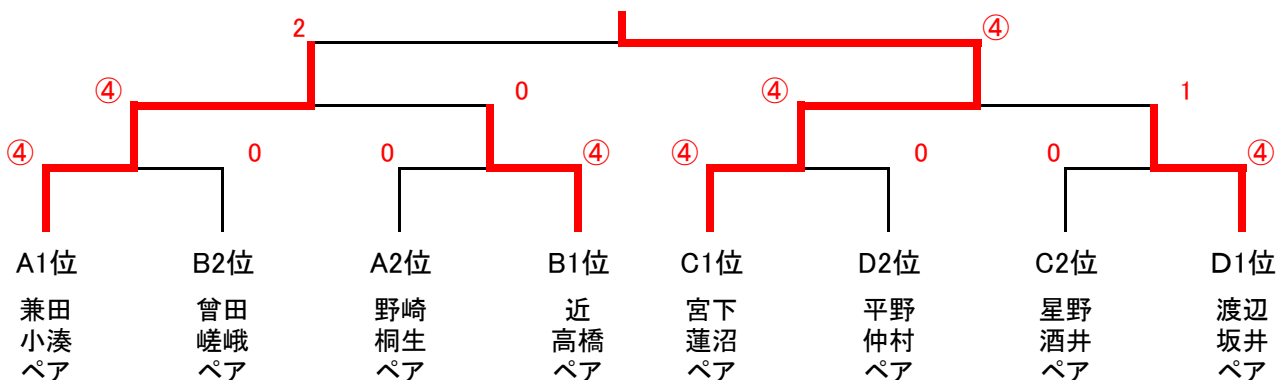 2 ④
④ 0 ④ 1
④ 0 0 ④ ④ 0 0 ④
A1位 B2位 A2位 B1位 C1位 D2位 C2位 D1位
兼田 曾田 野崎 近 宮下 平野 星野 渡辺
小湊 嵯峨 桐生 高橋 蓮沼 仲村 酒井 坂井
ペア ペア ペア ペア ペア ペア ペア ペア